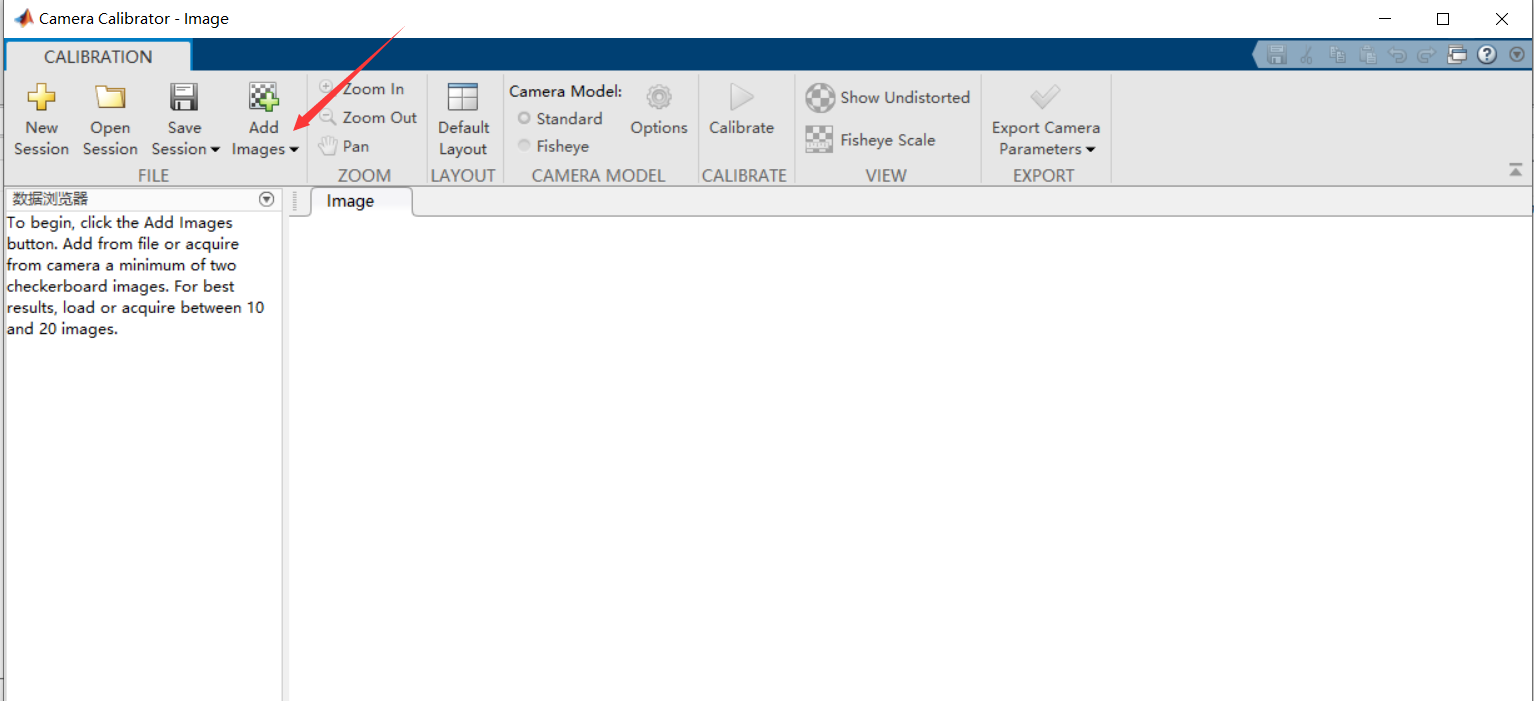 Camera Calibrator - Image
CALIBRATION
New
Session
Open
Session
Save
Session
Add
Images
FILE
Zoom In
Zoom Out
Pan
ZOOM
Default
Layout
LAYOUT
Camera Model:
Standard
Fisheye
Options
CAMERA MODEL
Calibrate
CALIBRATE
Show Undistorted
Fisheye Scale
VIEW
Export Camera
Parameters
EXPORT
数据浏览器
Image
To begin, click the Add Images
button. Add from file or acquire
from camera a minimum of two
checkerboard images. For best
results, load or acquire between 10
and 20 images.